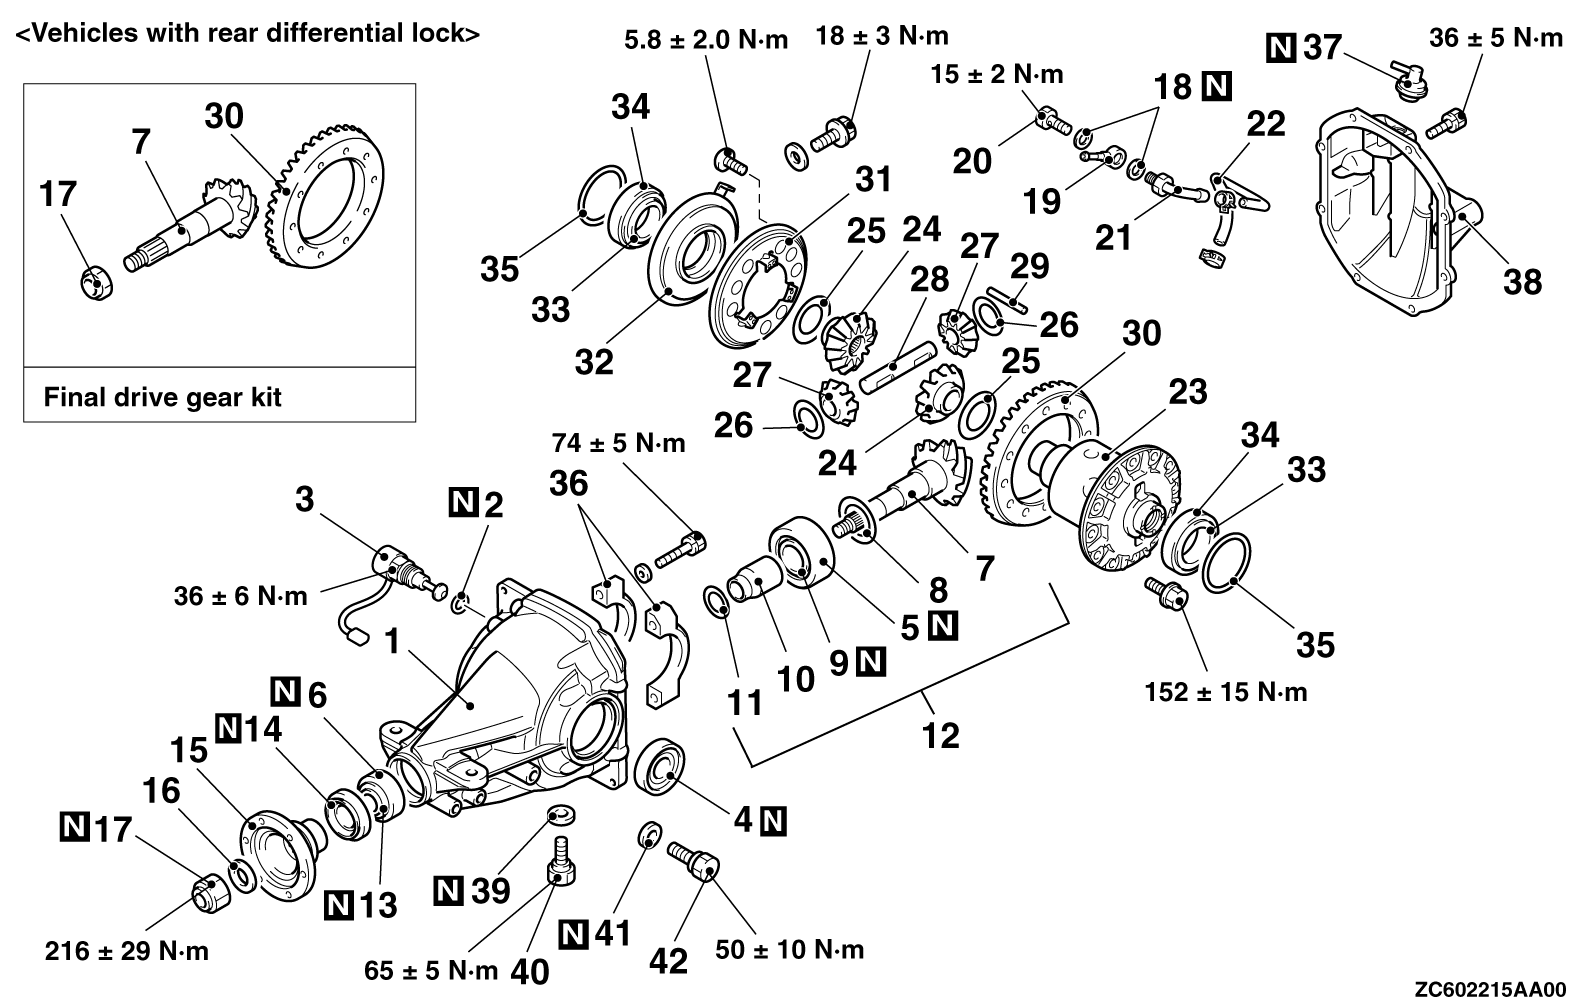 <Vehicles with rear differential lock>
5.8 ± 2.0 N·m
18 ± 3 N·m
15 ± 2 N·m
18 N
N 37
36 ± 5 N·m
30
7
17
Final drive gear kit
34
35
33
32
31
25
24
28
27
29
26
20
19
21
22
38
27
26
24
25
30
23
34
33
35
152 ± 15 N·m
74 ± 5 N·m
36
3
N 2
36 ± 6 N·m
1
7
8
5 N
9 N
10
11
12
N 6
N 14
15
16
N 17
216 ± 29 N·m
N 13
4 N
N 39
65 ± 5 N·m
40
N 41
42
50 ± 10 N·m
ZC602215AA00